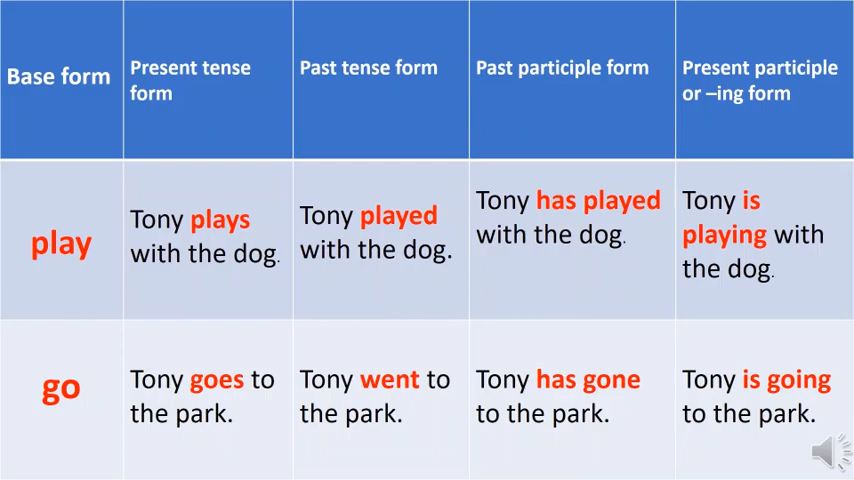 Base form
Present tense
form
Past tense form
Past participle form
Present participle
or –ing form
play
Tony plays
with the dog.
Tony played
with the dog.
Tony has played
with the dog.
Tony is
playing with
the dog.
go
Tony goes to
the park.
Tony went to
the park.
Tony has gone
to the park.
Tony is going
to the park.